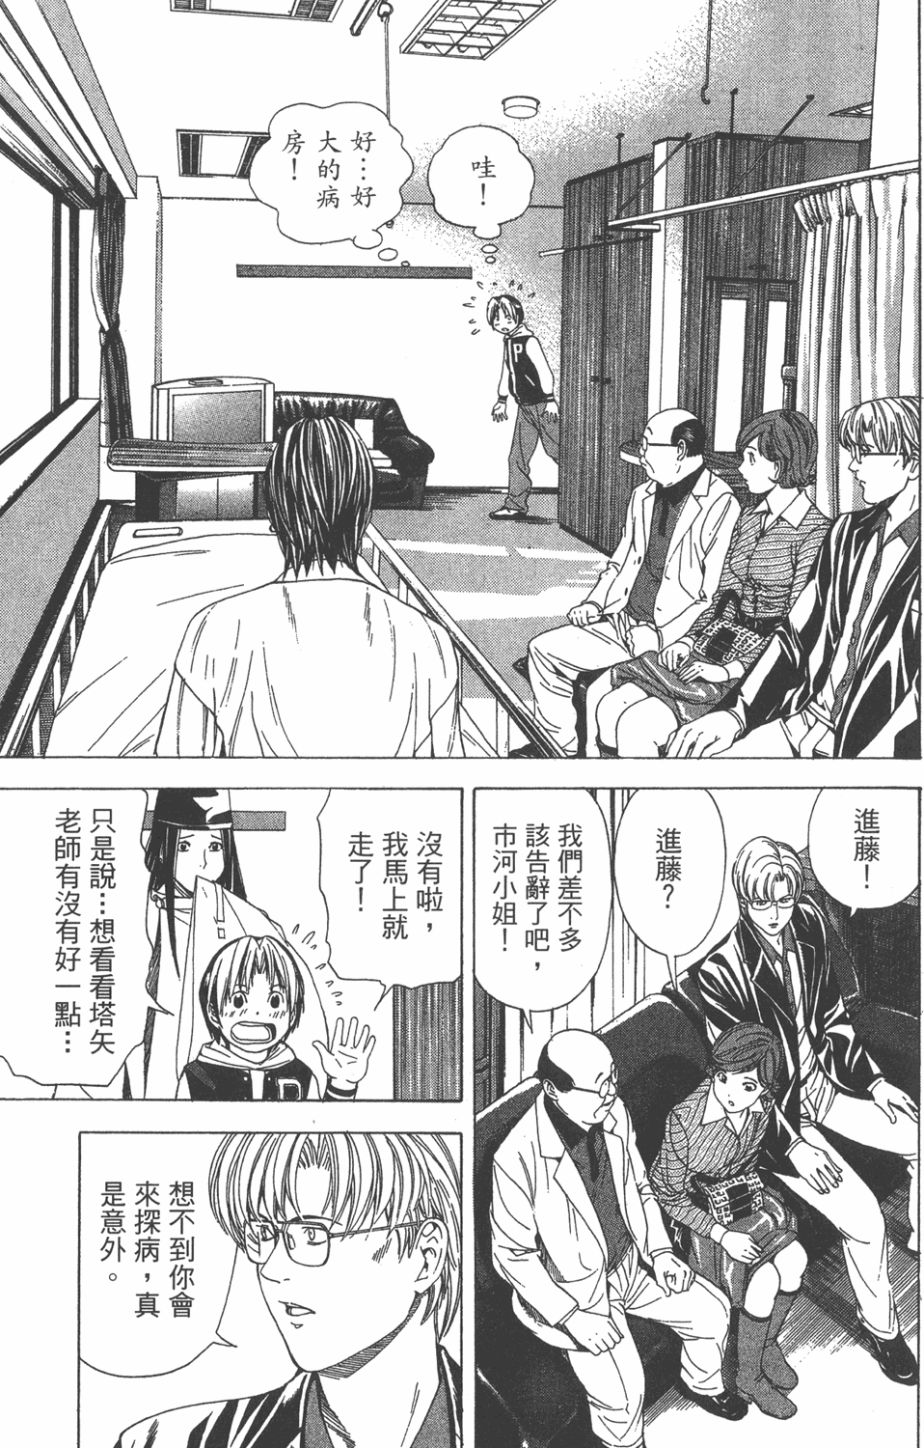 哇！
好…好
大的病
房！
P
進藤！
進藤？
我們差不多
該告辭了吧，
市河小姐！
沒有啦，
我馬上就
走了！
只是說…想看看塔矢
老師有沒有好一點…
P
想不到你會
來探病，真
是意外。